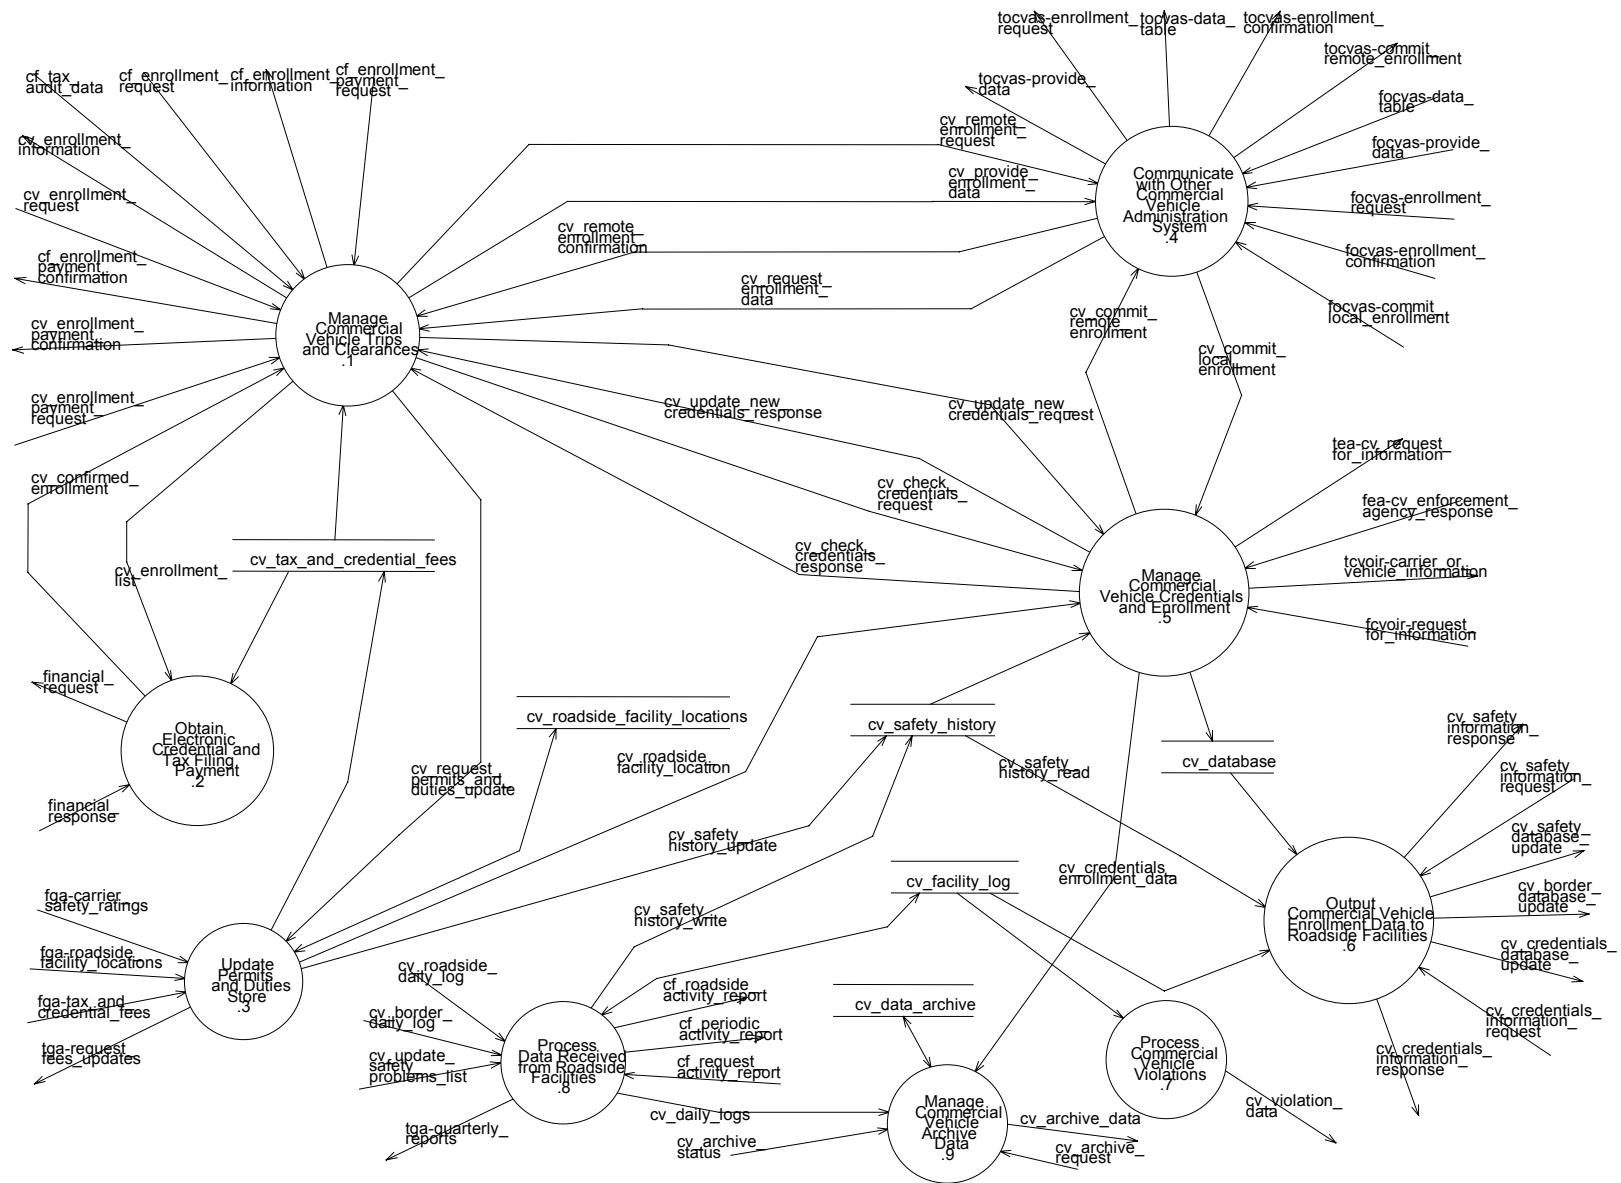 tocvas-enrollment_
request
tocvas-data_
table
tocvas-enrollment_
confirmation
tocvas-commit_
remote_enrollment
cf_tax_
audit_data
cf_enrollment_
request
cf_enrollment_
information
cf_enrollment_
payment_
request
tocvas-provide_
data
focvas-data_
table
cv_enrollment_
information
cv_remote_
enrollment_
request
focvas-provide_
data
cv_provide_
enrollment_
data
Communicate
with Other
Commercial
Vehicle
Administration
System
.4
cv_enrollment_
request
focvas-enrollment_
request
cv_remote_
enrollment_
confirmation
cf_enrollment_
payment_
confirmation
focvas-enrollment_
confirmation
cv_request_
enrollment_
data
focvas-commit_
local_enrollment
cv_commit_
remote_
enrollment
Manage
Commercial
Vehicle Trips
and Clearances
.1
cv_enrollment_
payment_
confirmation
cv_commit_
local_
enrollment
cv_enrollment_
payment_
request
cv_update_new_
credentials_response
cv_update_new_
credentials_request
tea-cv_request_
for_information
cv_confirmed_
enrollment
cv_check_
credentials_
request
fea-cv_enforcement_
agency_response
cv_tax_and_credential_fees
cv_check_
credentials_
response
tcvoir-carrier_or_
vehicle_information
cv_enrollment_
list
Manage
Commercial
Vehicle Credentials
and Enrollment
.5
fcvoir-request_
for_information
financial_
request
cv_roadside_facility_locations
cv_safety_history
cv_safety_
information_
response
Obtain
Electronic
Credential and
Tax Filing
Payment
.2
cv_roadside_
facility_location
cv_safety_
history_read
cv_database
cv_request_
permits_and_
duties_update
cv_safety_
information_
request
financial_
response
cv_safety_
history_update
cv_safety_
database_
update
cv_credentials_
enrollment_data
cv_facility_log
fga-carrier_
safety_ratings
cv_border_
database_
update
cv_safety_
history_write
Output
Commercial Vehicle
Enrollment Data to
Roadside Facilities
.6
fga-roadside_
facility_locations
Update
Permits
and Duties
Store
.3
cv_roadside_
daily_log
cf_roadside_
activity_report
cv_credentials_
database_
update
fga-tax_and_
credential_fees
cv_data_archive
cv_border_
daily_log
cf_periodic_
activity_report
cv_credentials_
information_
request
tga-request_
fees_updates
cv_update_
safety_
problems_list
Process
Data Received
from Roadside
Facilities
.8
cf_request_
activity_report
Process
Commercial
Vehicle
Violations
.7
cv_credentials_
information_
response
cv_daily_logs
Manage
Commercial
Vehicle
Archive
Data
.9
cv_archive_data
cv_violation_
data
tga-quarterly_
reports
cv_archive_
status
cv_archive_
request